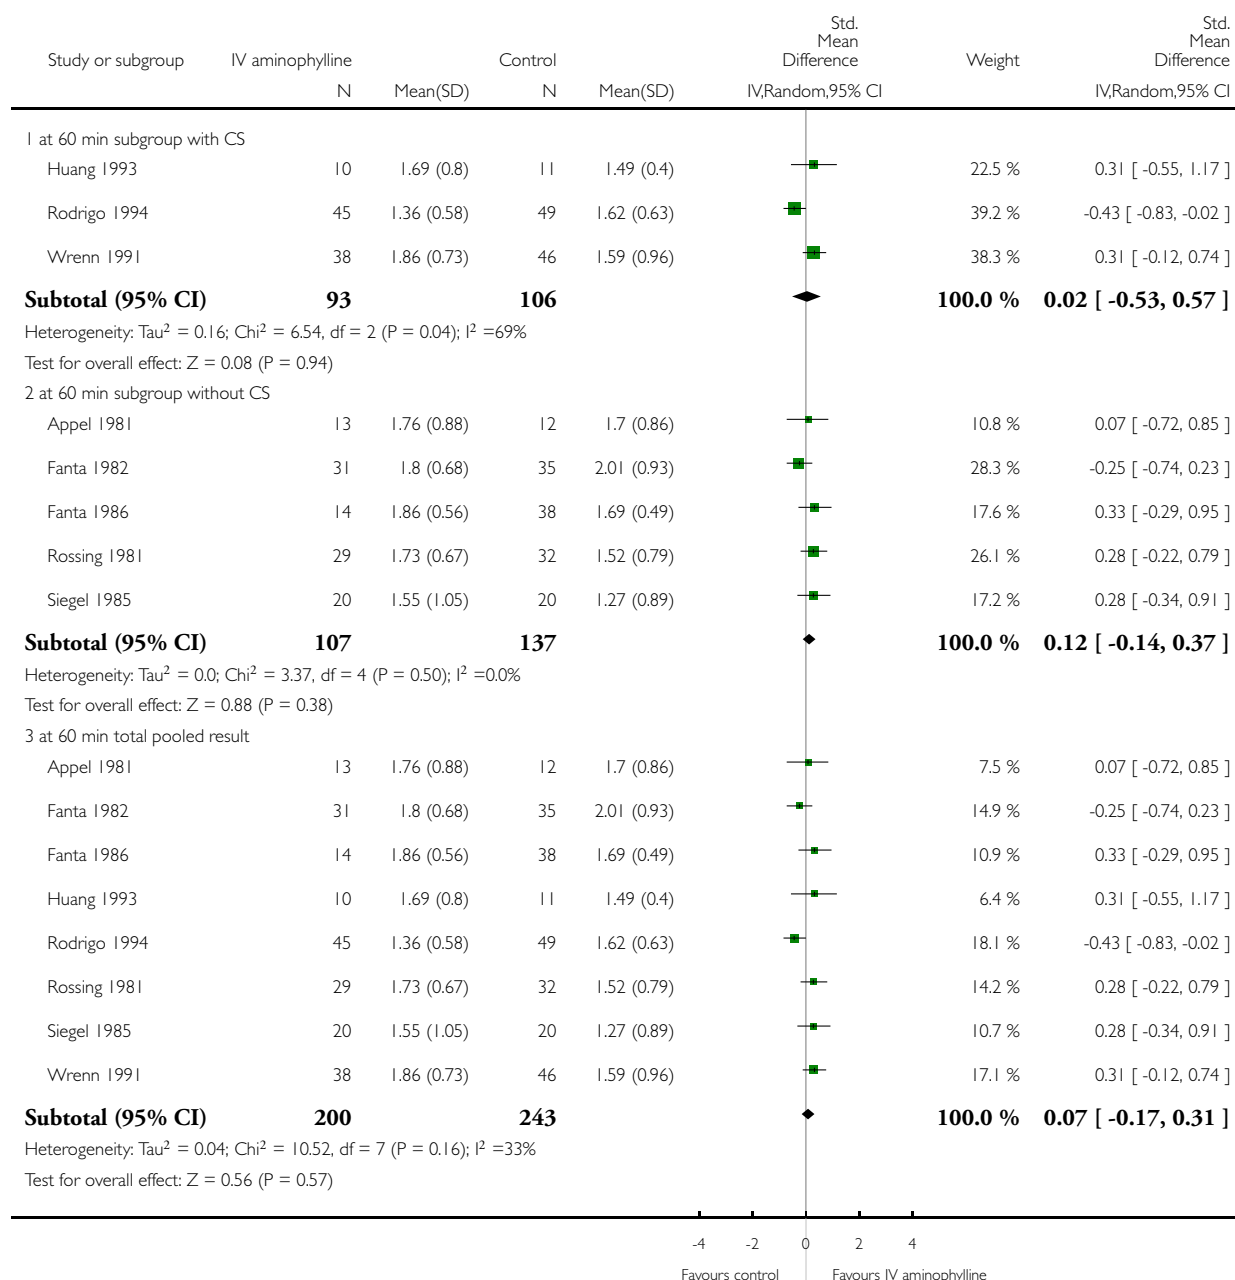 Std. Mean Difference Std. Mean Difference
Study or subgroup IV aminophylline Control Weight
N Mean(SD) N Mean(SD) IV,Random,95% CI IV,Random,95% CI
1 at 60 min subgroup with CS
Huang 1993 10 1.69 (0.8) 11 1.49 (0.4) 22.5 % 0.31 [ -0.55, 1.17 ]
Rodrigo 1994 45 1.36 (0.58) 49 1.62 (0.63) 39.2 % -0.43 [ -0.83, -0.02 ]
Wrenn 1991 38 1.86 (0.73) 46 1.59 (0.96) 38.3 % 0.31 [ -0.12, 0.74 ]
Subtotal (95% CI) 93 106 100.0 % 0.02 [ -0.53, 0.57 ]
Heterogeneity: Tau² = 0.16; Chi² = 6.54, df = 2 (P = 0.04); I² =69%
Test for overall effect: Z = 0.08 (P = 0.94)
2 at 60 min subgroup without CS
Appel 1981 13 1.76 (0.88) 12 1.7 (0.86) 10.8 % 0.07 [ -0.72, 0.85 ]
Fanta 1982 31 1.8 (0.68) 35 2.01 (0.93) 28.3 % -0.25 [ -0.74, 0.23 ]
Fanta 1986 14 1.86 (0.56) 38 1.69 (0.49) 17.6 % 0.33 [ -0.29, 0.95 ]
Rossing 1981 29 1.73 (0.67) 32 1.52 (0.79) 26.1 % 0.28 [ -0.22, 0.79 ]
Siegel 1985 20 1.55 (1.05) 20 1.27 (0.89) 17.2 % 0.28 [ -0.34, 0.91 ]
Subtotal (95% CI) 107 137 100.0 % 0.12 [ -0.14, 0.37 ]
Heterogeneity: Tau² = 0.0; Chi² = 3.37, df = 4 (P = 0.50); I² =0.0%
Test for overall effect: Z = 0.88 (P = 0.38)
3 at 60 min total pooled result
Appel 1981 13 1.76 (0.88) 12 1.7 (0.86) 7.5 % 0.07 [ -0.72, 0.85 ]
Fanta 1982 31 1.8 (0.68) 35 2.01 (0.93) 14.9 % -0.25 [ -0.74, 0.23 ]
Fanta 1986 14 1.86 (0.56) 38 1.69 (0.49) 10.9 % 0.33 [ -0.29, 0.95 ]
Huang 1993 10 1.69 (0.8) 11 1.49 (0.4) 6.4 % 0.31 [ -0.55, 1.17 ]
Rodrigo 1994 45 1.36 (0.58) 49 1.62 (0.63) 18.1 % -0.43 [ -0.83, -0.02 ]
Rossing 1981 29 1.73 (0.67) 32 1.52 (0.79) 14.2 % 0.28 [ -0.22, 0.79 ]
Siegel 1985 20 1.55 (1.05) 20 1.27 (0.89) 10.7 % 0.28 [ -0.34, 0.91 ]
Wrenn 1991 38 1.86 (0.73) 46 1.59 (0.96) 17.1 % 0.31 [ -0.12, 0.74 ]
Subtotal (95% CI) 200 243 100.0 % 0.07 [ -0.17, 0.31 ]
Heterogeneity: Tau² = 0.04; Chi² = 10.52, df = 7 (P = 0.16); I² =33%
Test for overall effect: Z = 0.56 (P = 0.57)
-4 -2 0 2 4
Favours control Favours IV aminophylline